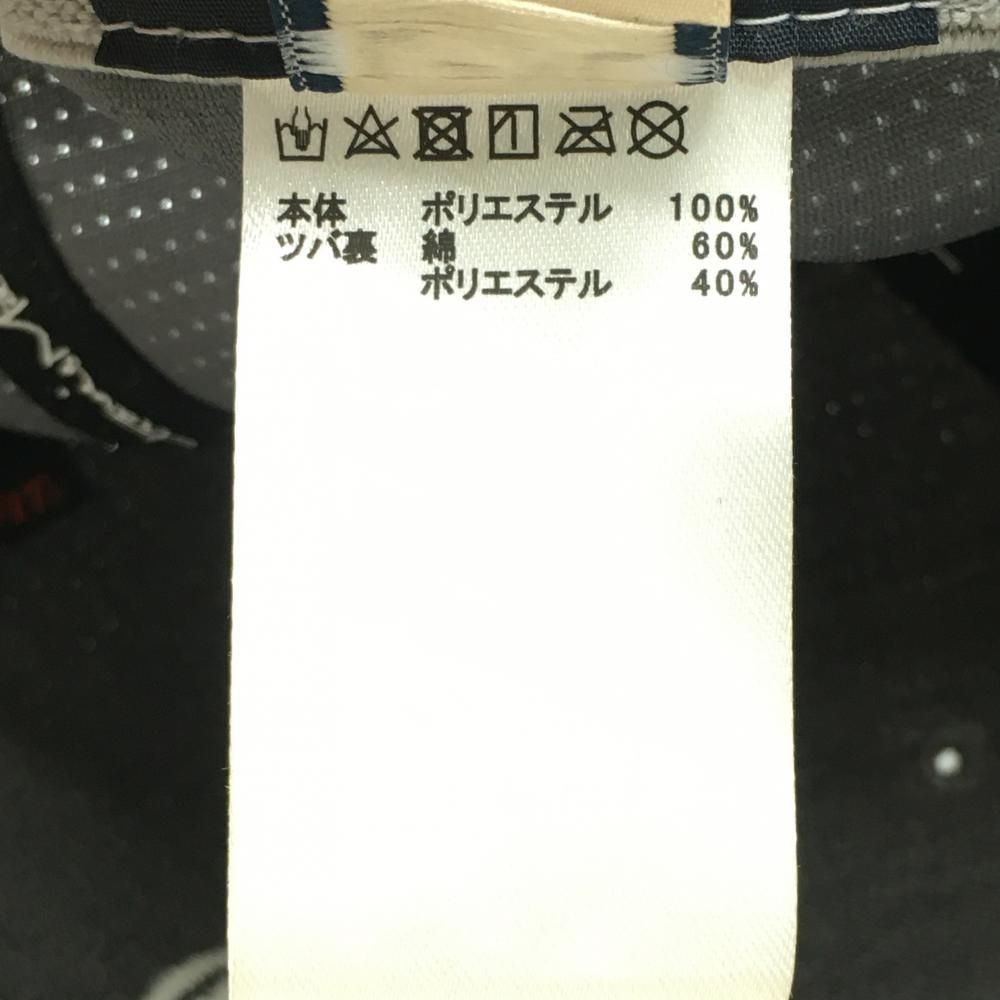 本体 ポリエステル 100%
ツバ裏 綿 60%
ポリエステル 40%